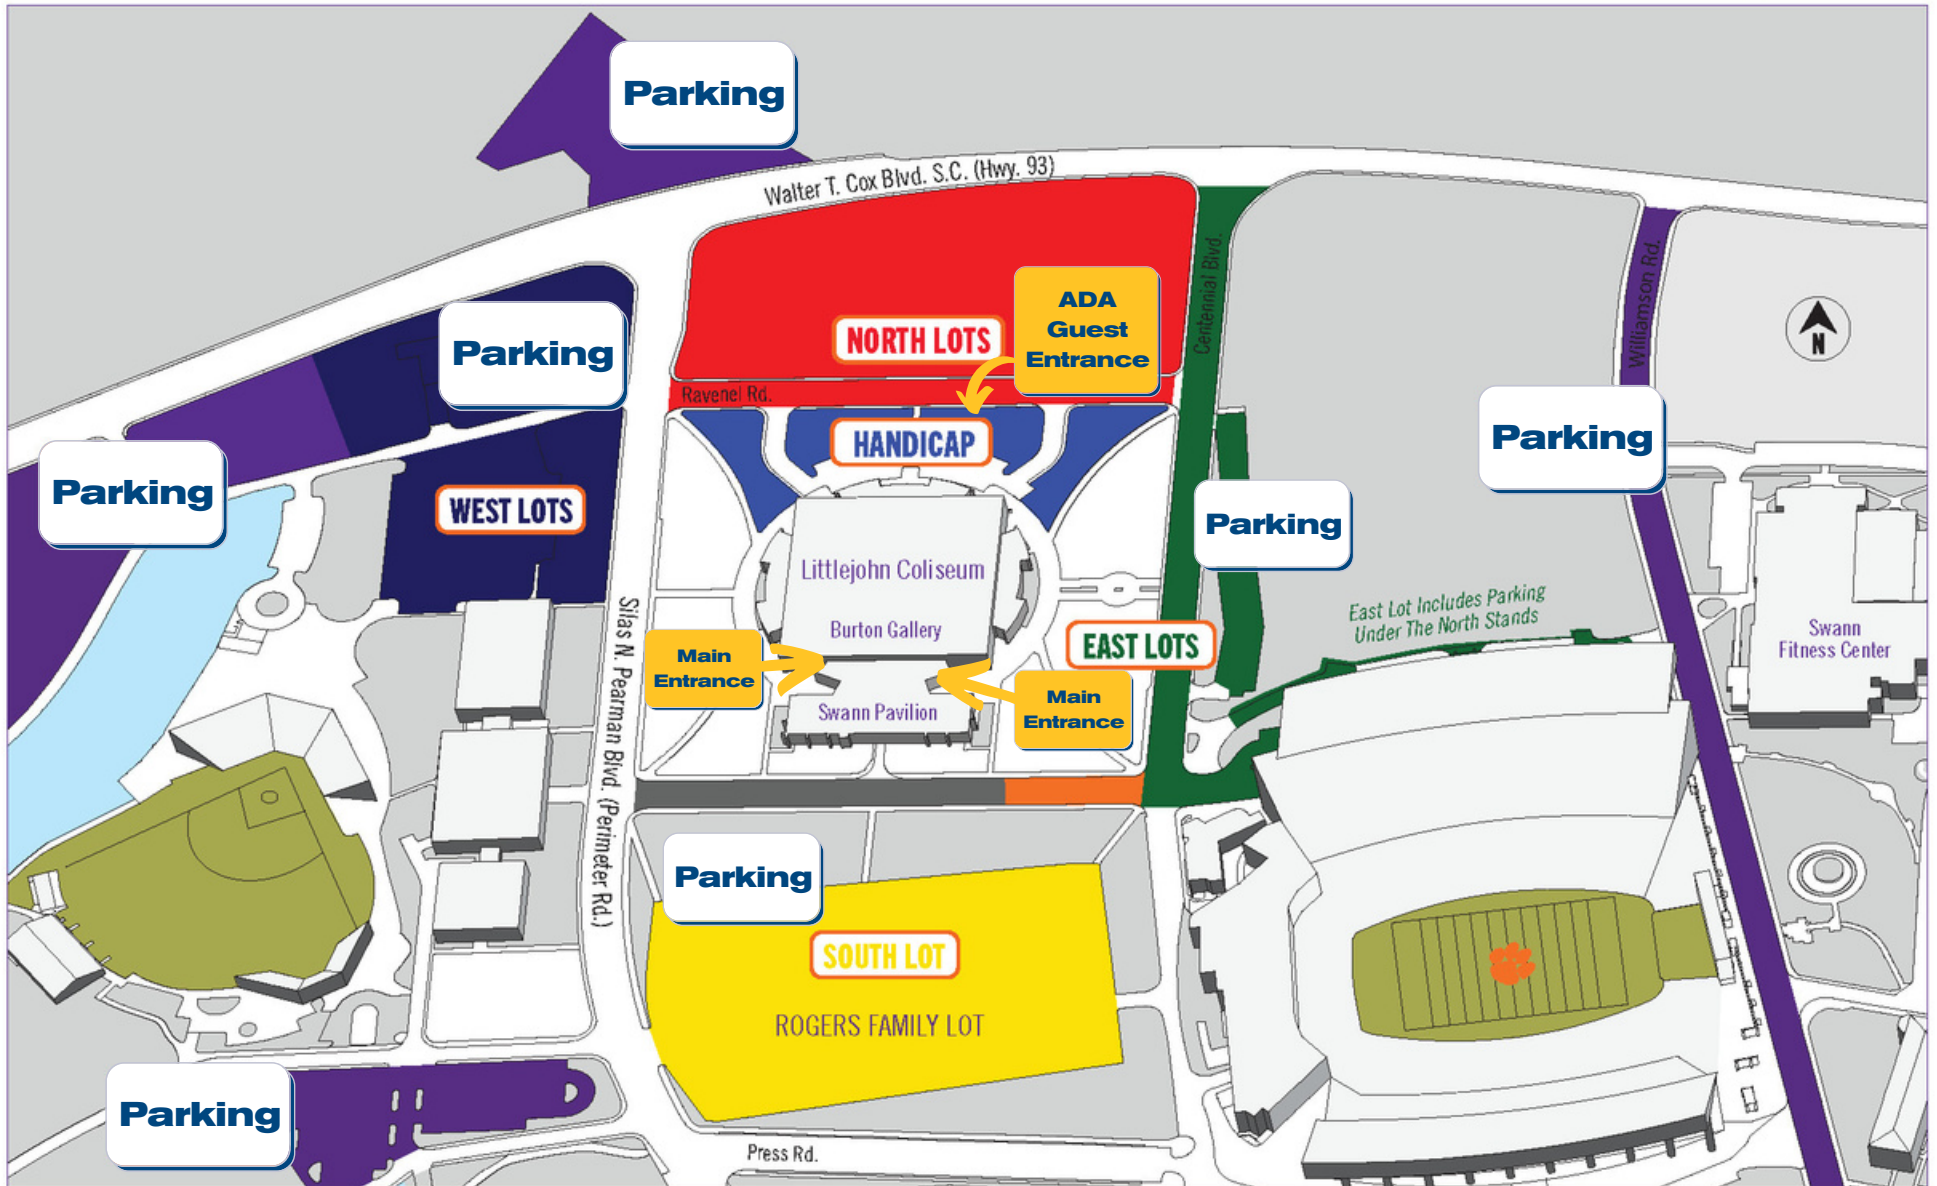 Parking
Walter T. Cox Blvd. S.C. (Hwy. 93)
Parking
NORTH LOTS
ADA
Guest
Entrance
Centennial Blvd.
Williamson Rd.
N
Ravenel Rd.
HANDICAP
Parking
Parking
WEST LOTS
Parking
Littlejohn Coliseum
Burton Gallery
East Lot Includes Parking
Under The North Stands
Swann
Fitness Center
EAST LOTS
Main
Entrance
Main
Entrance
Swann Pavilion
Silas N. Pearman Blvd. (Perimeter Rd.)
Parking
SOUTH LOT
ROGERS FAMILY LOT
Parking
Press Rd.